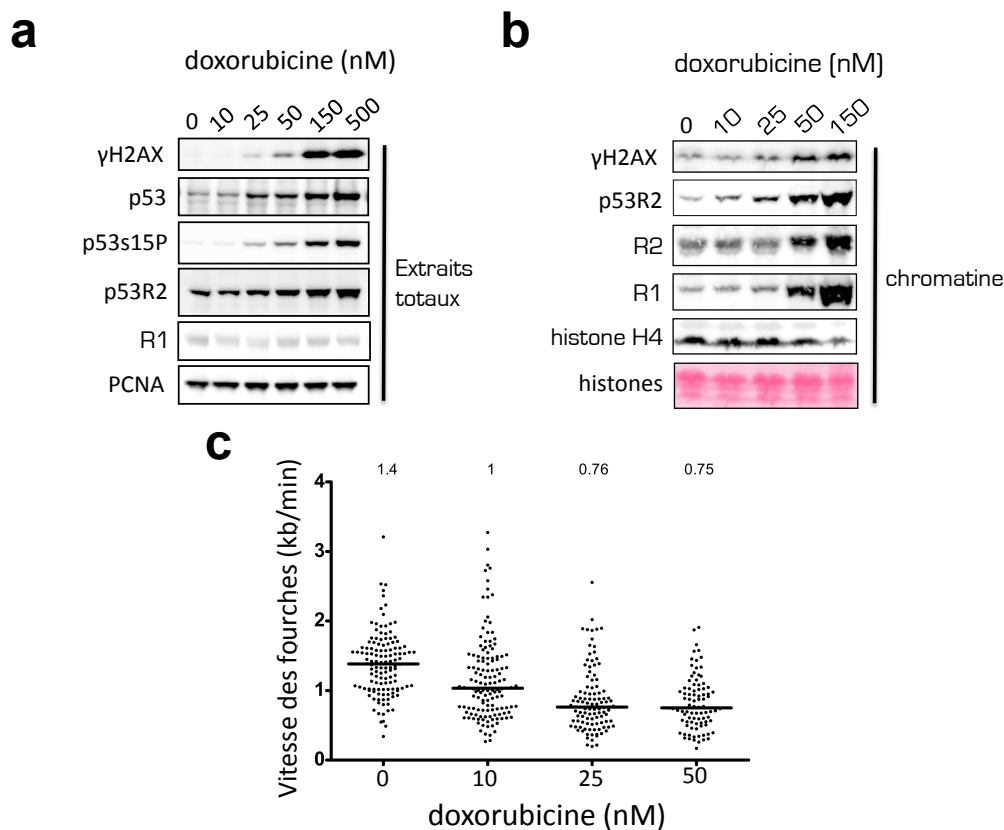 a
doxorubicine (nM)
0 10 25 50 150 500
γH2AX
p53
p53s15P
p53R2
R1
PCNA
Extraits
totaux
b
doxorubicine (nM)
0 10 25 50 150
γH2AX
p53R2
R2
R1
histone H4
histones
chromatine
c
Vitesse des fourches (kb/min)
1.4 1 0.76 0.75
4
3
2
1
0
0 10 25 50
doxorubicine (nM)